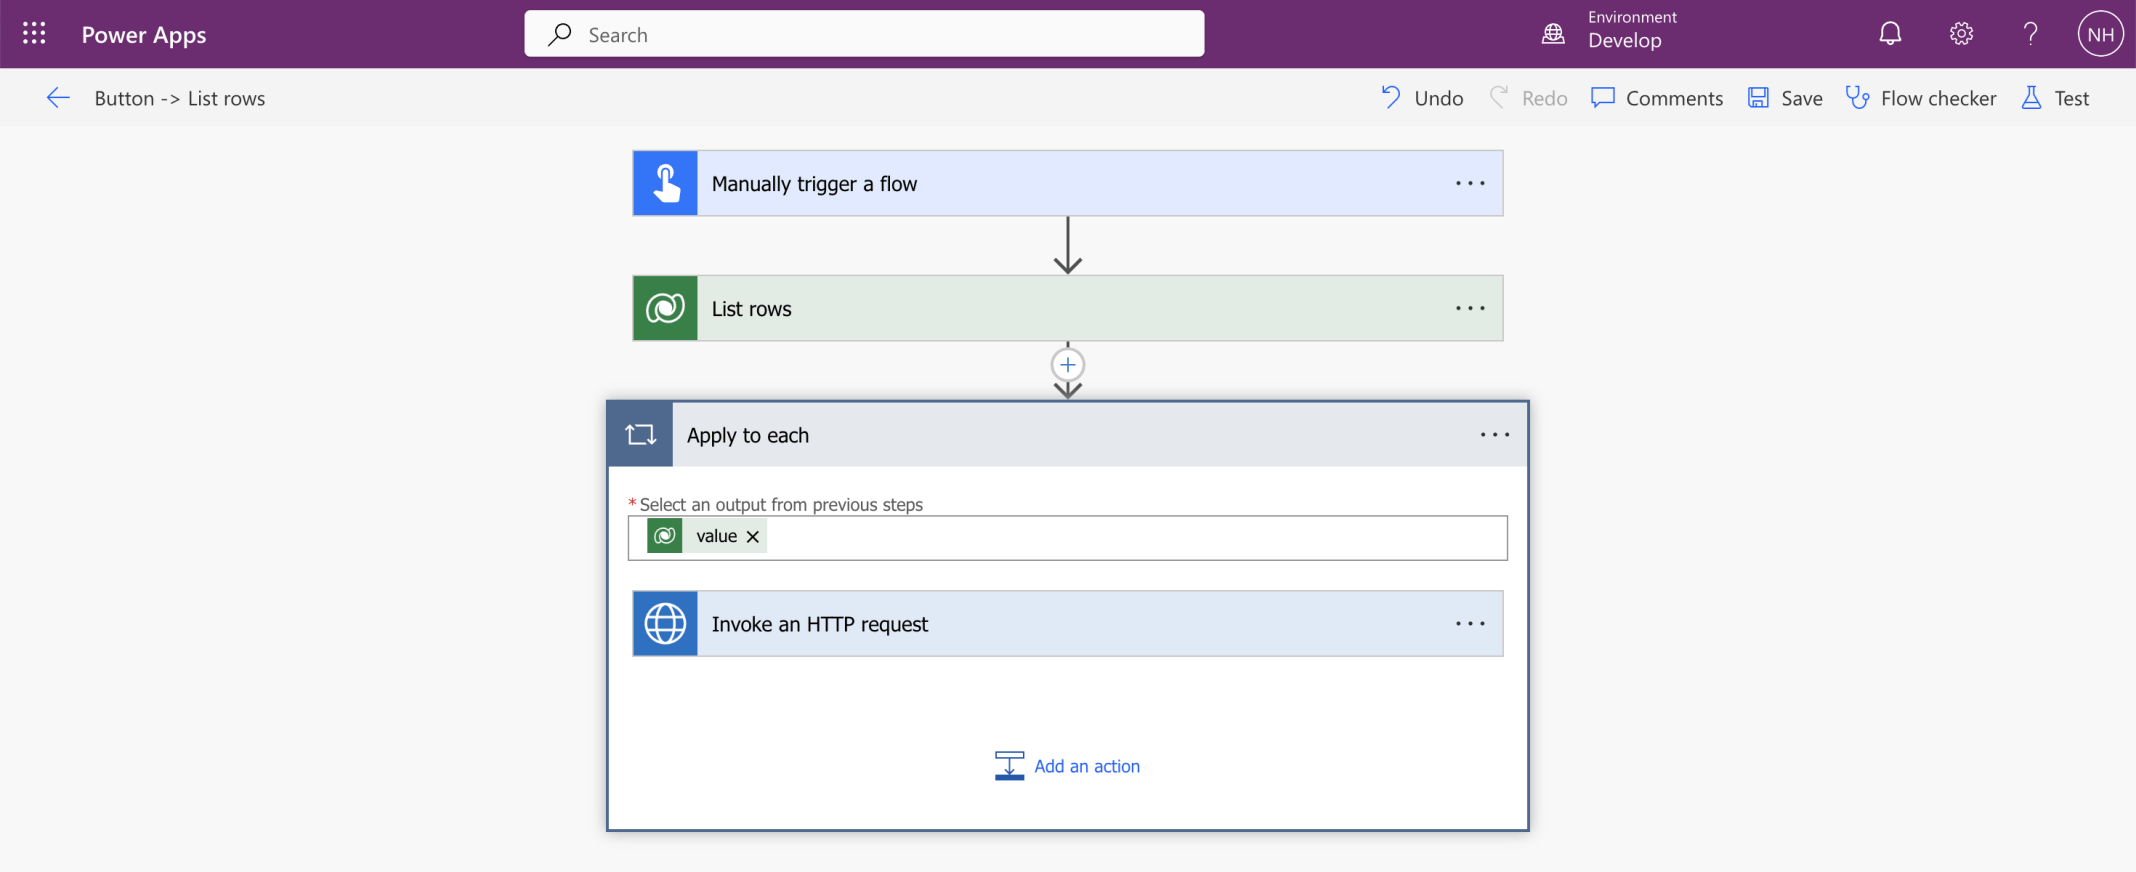 Power Apps
Search
Environment
Develop
?
NH
Button -> List rows
Undo
Redo
Comments
Save
Flow checker
Test
Manually trigger a flow
List rows
Apply to each
* Select an output from previous steps
value
Invoke an HTTP request
Add an action